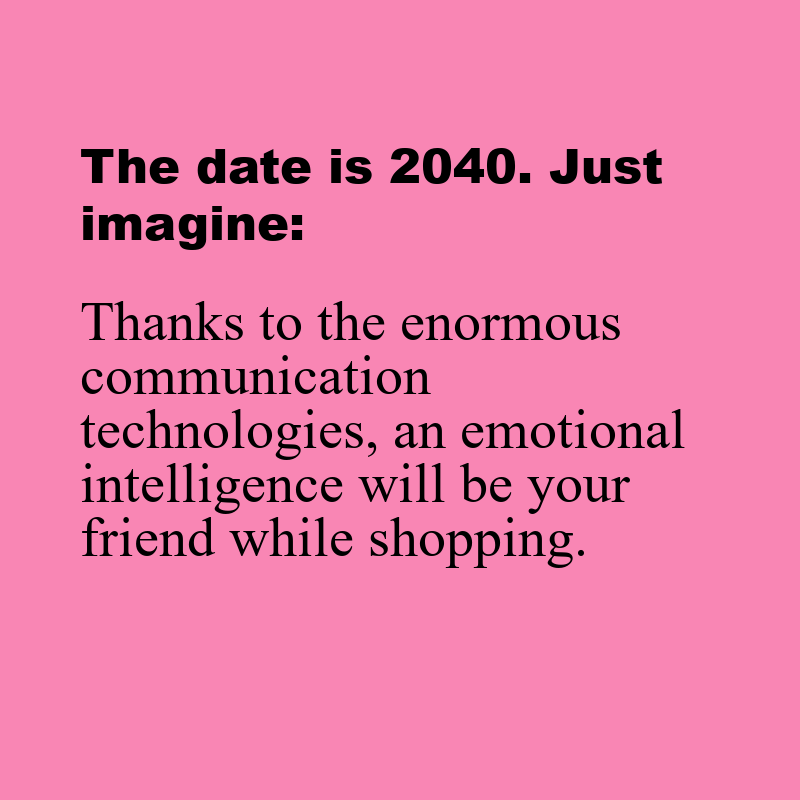 The date is 2040. Just
imagine:
Thanks to the enormous
communication
technologies, an emotional
intelligence will be your
friend while shopping.